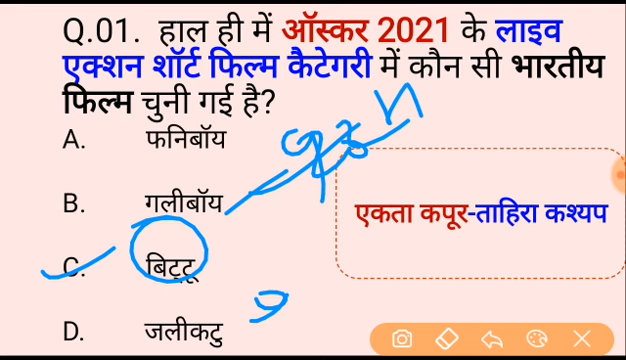 Q.01. हाल ही में ऑस्कर 2021 के लाइव
एक्शन शॉर्ट फिल्म कैटेगरी में कौन सी भारतीय
फिल्म चुनी गई है?
A. फनिबॉय
B. गलीबॉय
एकता कपूर-ताहिरा कश्यप
C. बिट्टू
D. जलीकटु